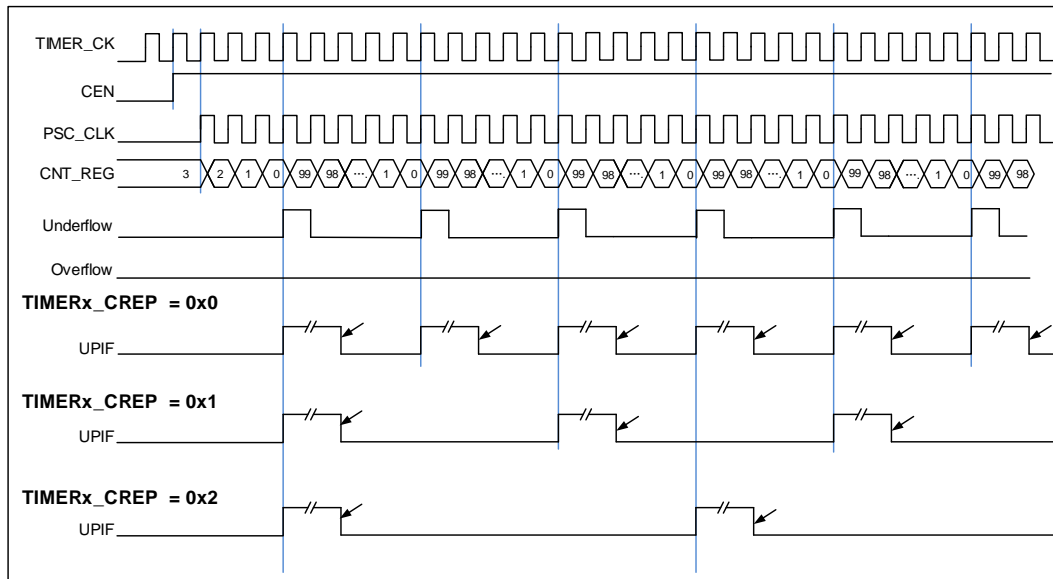 TIMER_CK
CEN
PSC_CLK
CNT_REG 3 2 1 0 99 98 .... 1 0 99 98 .... 1 0 99 98 .... 1 0 99 98 .... 1 0 99 98 .... 1 0 99 98
Underflow
Overflow
TIMERx_CREP = 0x0
UPIF
TIMERx_CREP = 0x1
UPIF
TIMERx_CREP = 0x2
UPIF